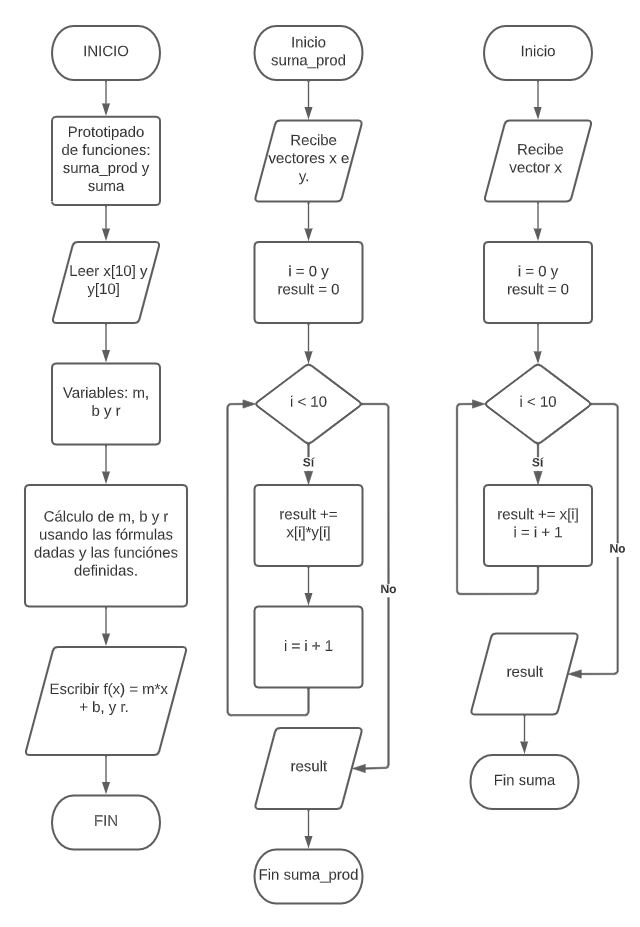 INICIO
Prototipado
de funciones:
suma_prod y
suma
Leer x[10] y
y[10]
Variables: m,
b y r
Cálculo de m, b y r
usando las fórmulas
dadas y las funciónes
definidas.
Escribir f(x) = m*x
+ b, y r.
FIN
Inicio
suma_prod
Recibe
vectores x e
y.
i = 0 y
result = 0
i < 10
Sí
result +=
x[i]*y[i]
i = i + 1
No
result
Fin suma_prod
Inicio
Recibe
vector x
i = 0 y
result = 0
i < 10
Sí
result += x[i]
i = i + 1
No
result
Fin suma